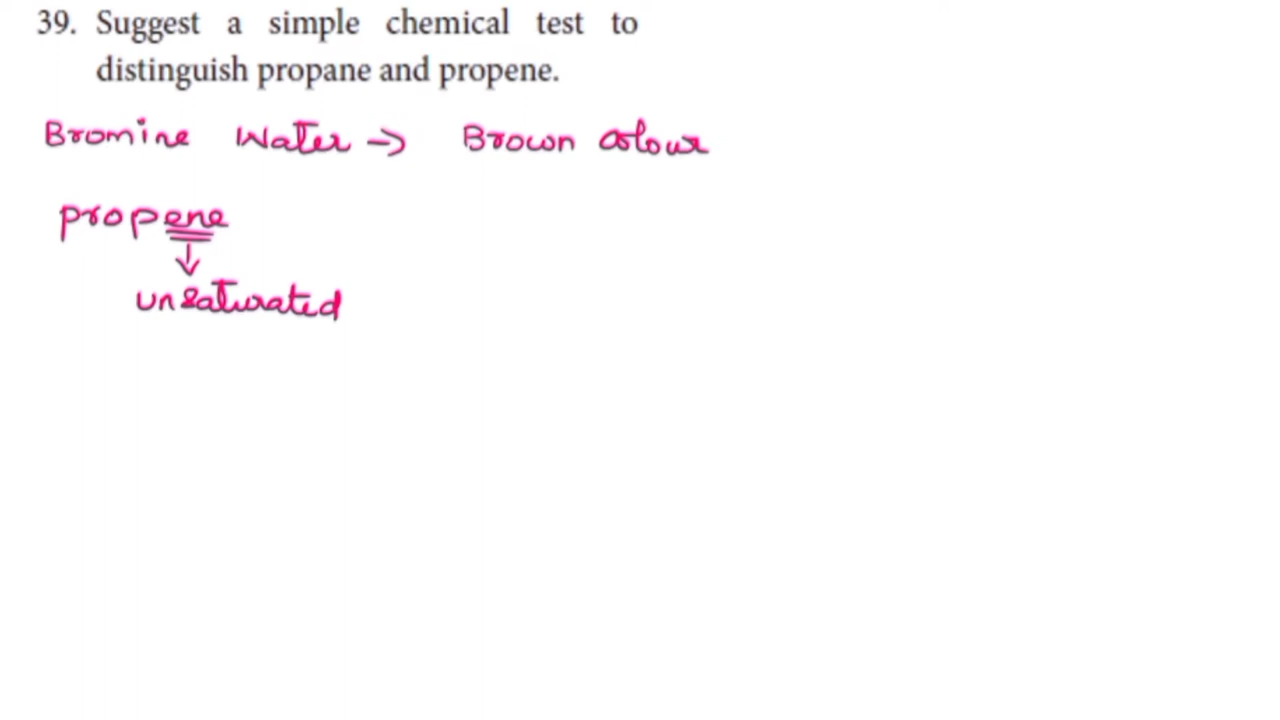 39. Suggest a simple chemical test to
distinguish propane and propene.
Bromine Water → Brown colour
propene
↓
unsaturated